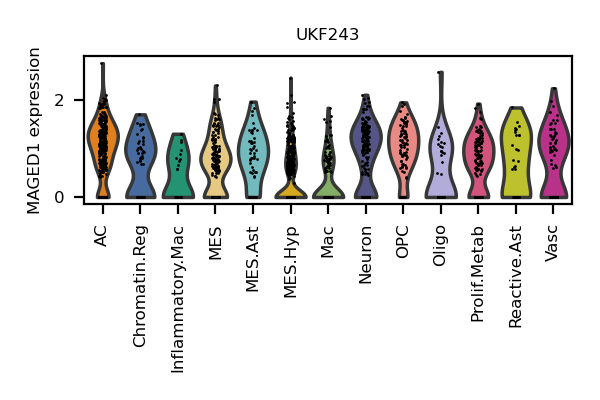 UKF243
MAGED1 expression
2
0
AC
Chromatin.Reg
Inflammatory.Mac
MES
MES.Ast
MES.Hyp
Mac
Neuron
OPC
Oligo
Prolif.Metab
Reactive.Ast
Vasc